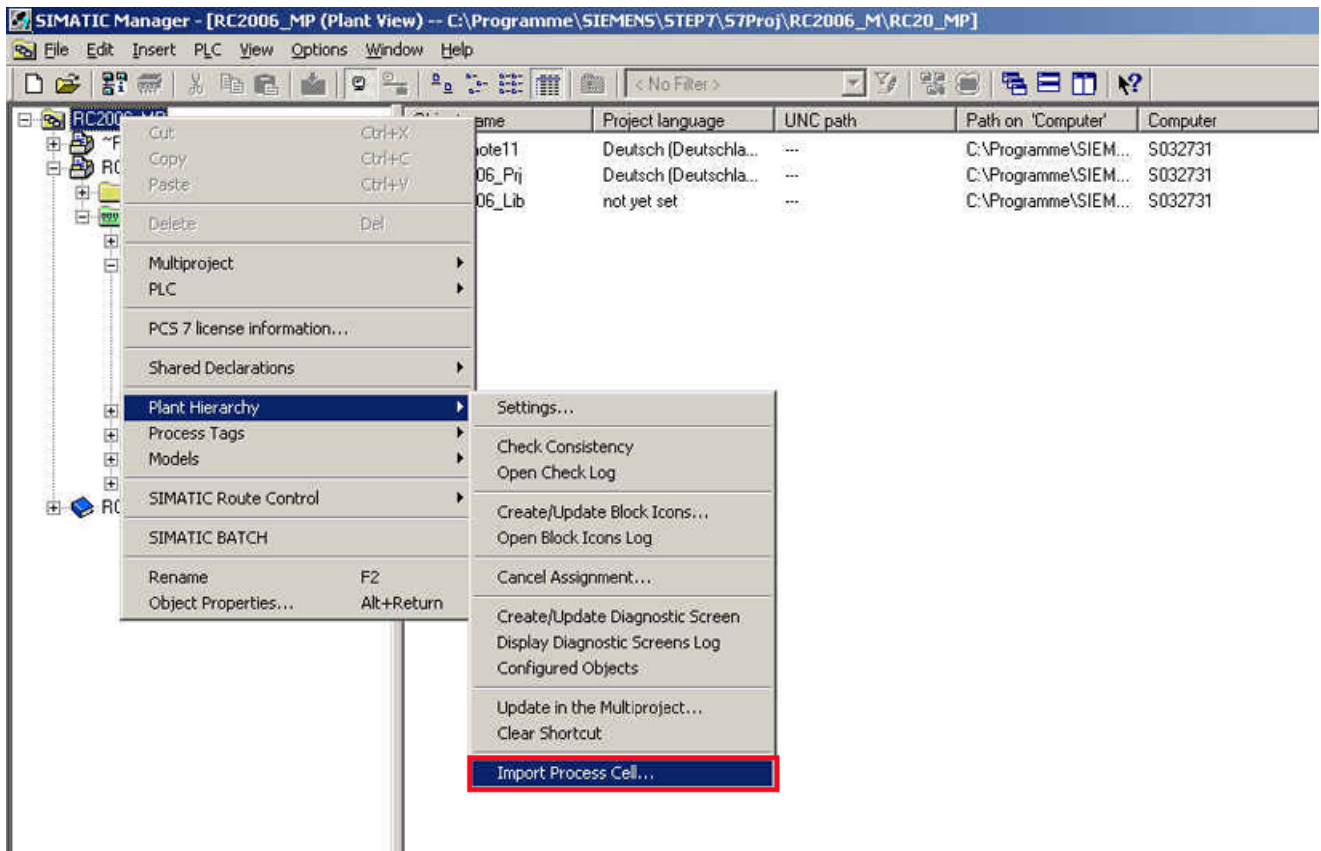 SIMATIC Manager - [RC2006_MP (Plant View) -- C:\Programme\SIEMENS\STEP7\S7Proj\RC2006_M\RC20_MP]
File Edit Insert PLC View Options Window Help
< No Filter >
RC2006_MP
Project language UNC path Path on 'Computer' Computer
Deutsch (Deutschla... --- C:\Programme\SIEM... S032731
06_Prj Deutsch (Deutschla... --- C:\Programme\SIEM... S032731
06_Lib not yet set --- C:\Programme\SIEM... S032731
RC
RC
Cut Ctrl+X
Copy Ctrl+C
Paste Ctrl+V
Delete Del
Multiproject
PLC
PCS 7 license information...
Shared Declarations
Plant Hierarchy
Process Tags
Models
SIMATIC Route Control
SIMATIC BATCH
Rename F2
Object Properties... Alt+Return
Settings...
Check Consistency
Open Check Log
Create/Update Block Icons...
Open Block Icons Log
Cancel Assignment...
Create/Update Diagnostic Screen
Display Diagnostic Screens Log
Configured Objects
Update in the Multiproject...
Clear Shortcut
Import Process Cell...